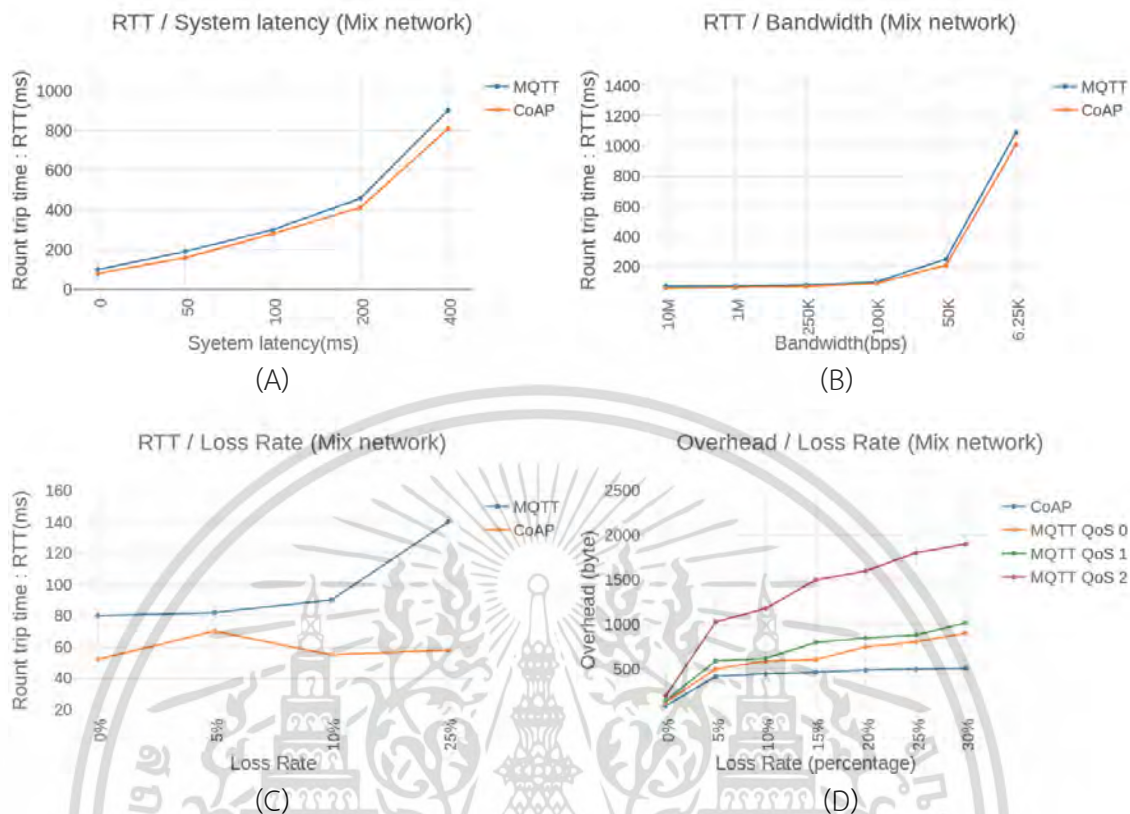 RTT / System latency (Mix network)
1000
800
600
400
200
0
Rount trip time : RTT(ms)
0
50
100
200
400
Syetem latency(ms)
MQTT
CoAP
(A)
RTT / Bandwidth (Mix network)
1400
1200
1000
800
600
400
200
Rount trip time : RTT(ms)
10M
1M
250K
100K
50K
6.25K
Bandwidth(bps)
MQTT
CoAP
(B)
RTT / Loss Rate (Mix network)
160
140
120
100
80
60
40
20
Rount trip time : RTT(ms)
0%
5%
10%
25%
Loss Rate
MQTT
CoAP
(C)
Overhead / Loss Rate (Mix network)
2500
2000
1500
1000
500
Overhead (byte)
0%
5%
10%
15%
20%
25%
30%
Loss Rate (percentage)
CoAP
MQTT QoS 0
MQTT QoS 1
MQTT QoS 2
(D)